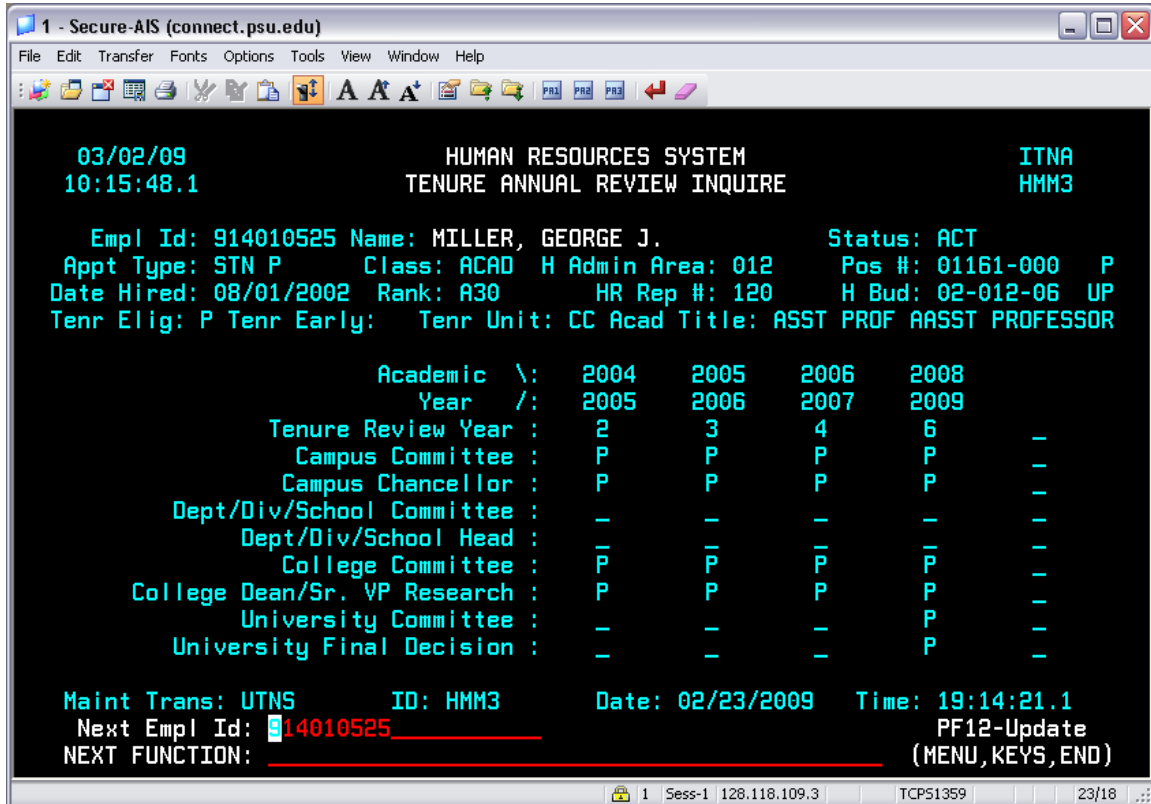 1 - Secure-AIS (connect.psu.edu)
File Edit Transfer Fonts Options Tools View Window Help
PA1 PA2 PA3
03/02/09 HUMAN RESOURCES SYSTEM ITNA
10:15:48.1 TENURE ANNUAL REVIEW INQUIRE HMM3
Empl Id: 914010525 Name: MILLER, GEORGE J. Status: ACT
Appt Type: STN P Class: ACAD H Admin Area: 012 Pos #: 01161-000 P
Date Hired: 08/01/2002 Rank: A30 HR Rep #: 120 H Bud: 02-012-06 UP
Tenr Elig: P Tenr Early: Tenr Unit: CC Acad Title: ASST PROF AASST PROFESSOR
Academic \: 2004 2005 2006 2008
Year /: 2005 2006 2007 2009
Tenure Review Year : 2 3 4 6 _
Campus Committee : P P P P _
Campus Chancellor : P P P P _
Dept/Div/School Committee : _ _ _ _ _
Dept/Div/School Head : _ _ _ _ _
College Committee : P P P P _
College Dean/Sr. VP Research : P P P P _
University Committee : _ _ _ P _
University Final Decision : _ _ _ P _
Maint Trans: UTNS ID: HMM3 Date: 02/23/2009 Time: 19:14:21.1
Next Empl Id: 914010525____________ PF12-Update
NEXT FUNCTION: ____________________ (MENU,KEYS,END)
1 Sess-1 128.118.109.3 TCP51359 23/18